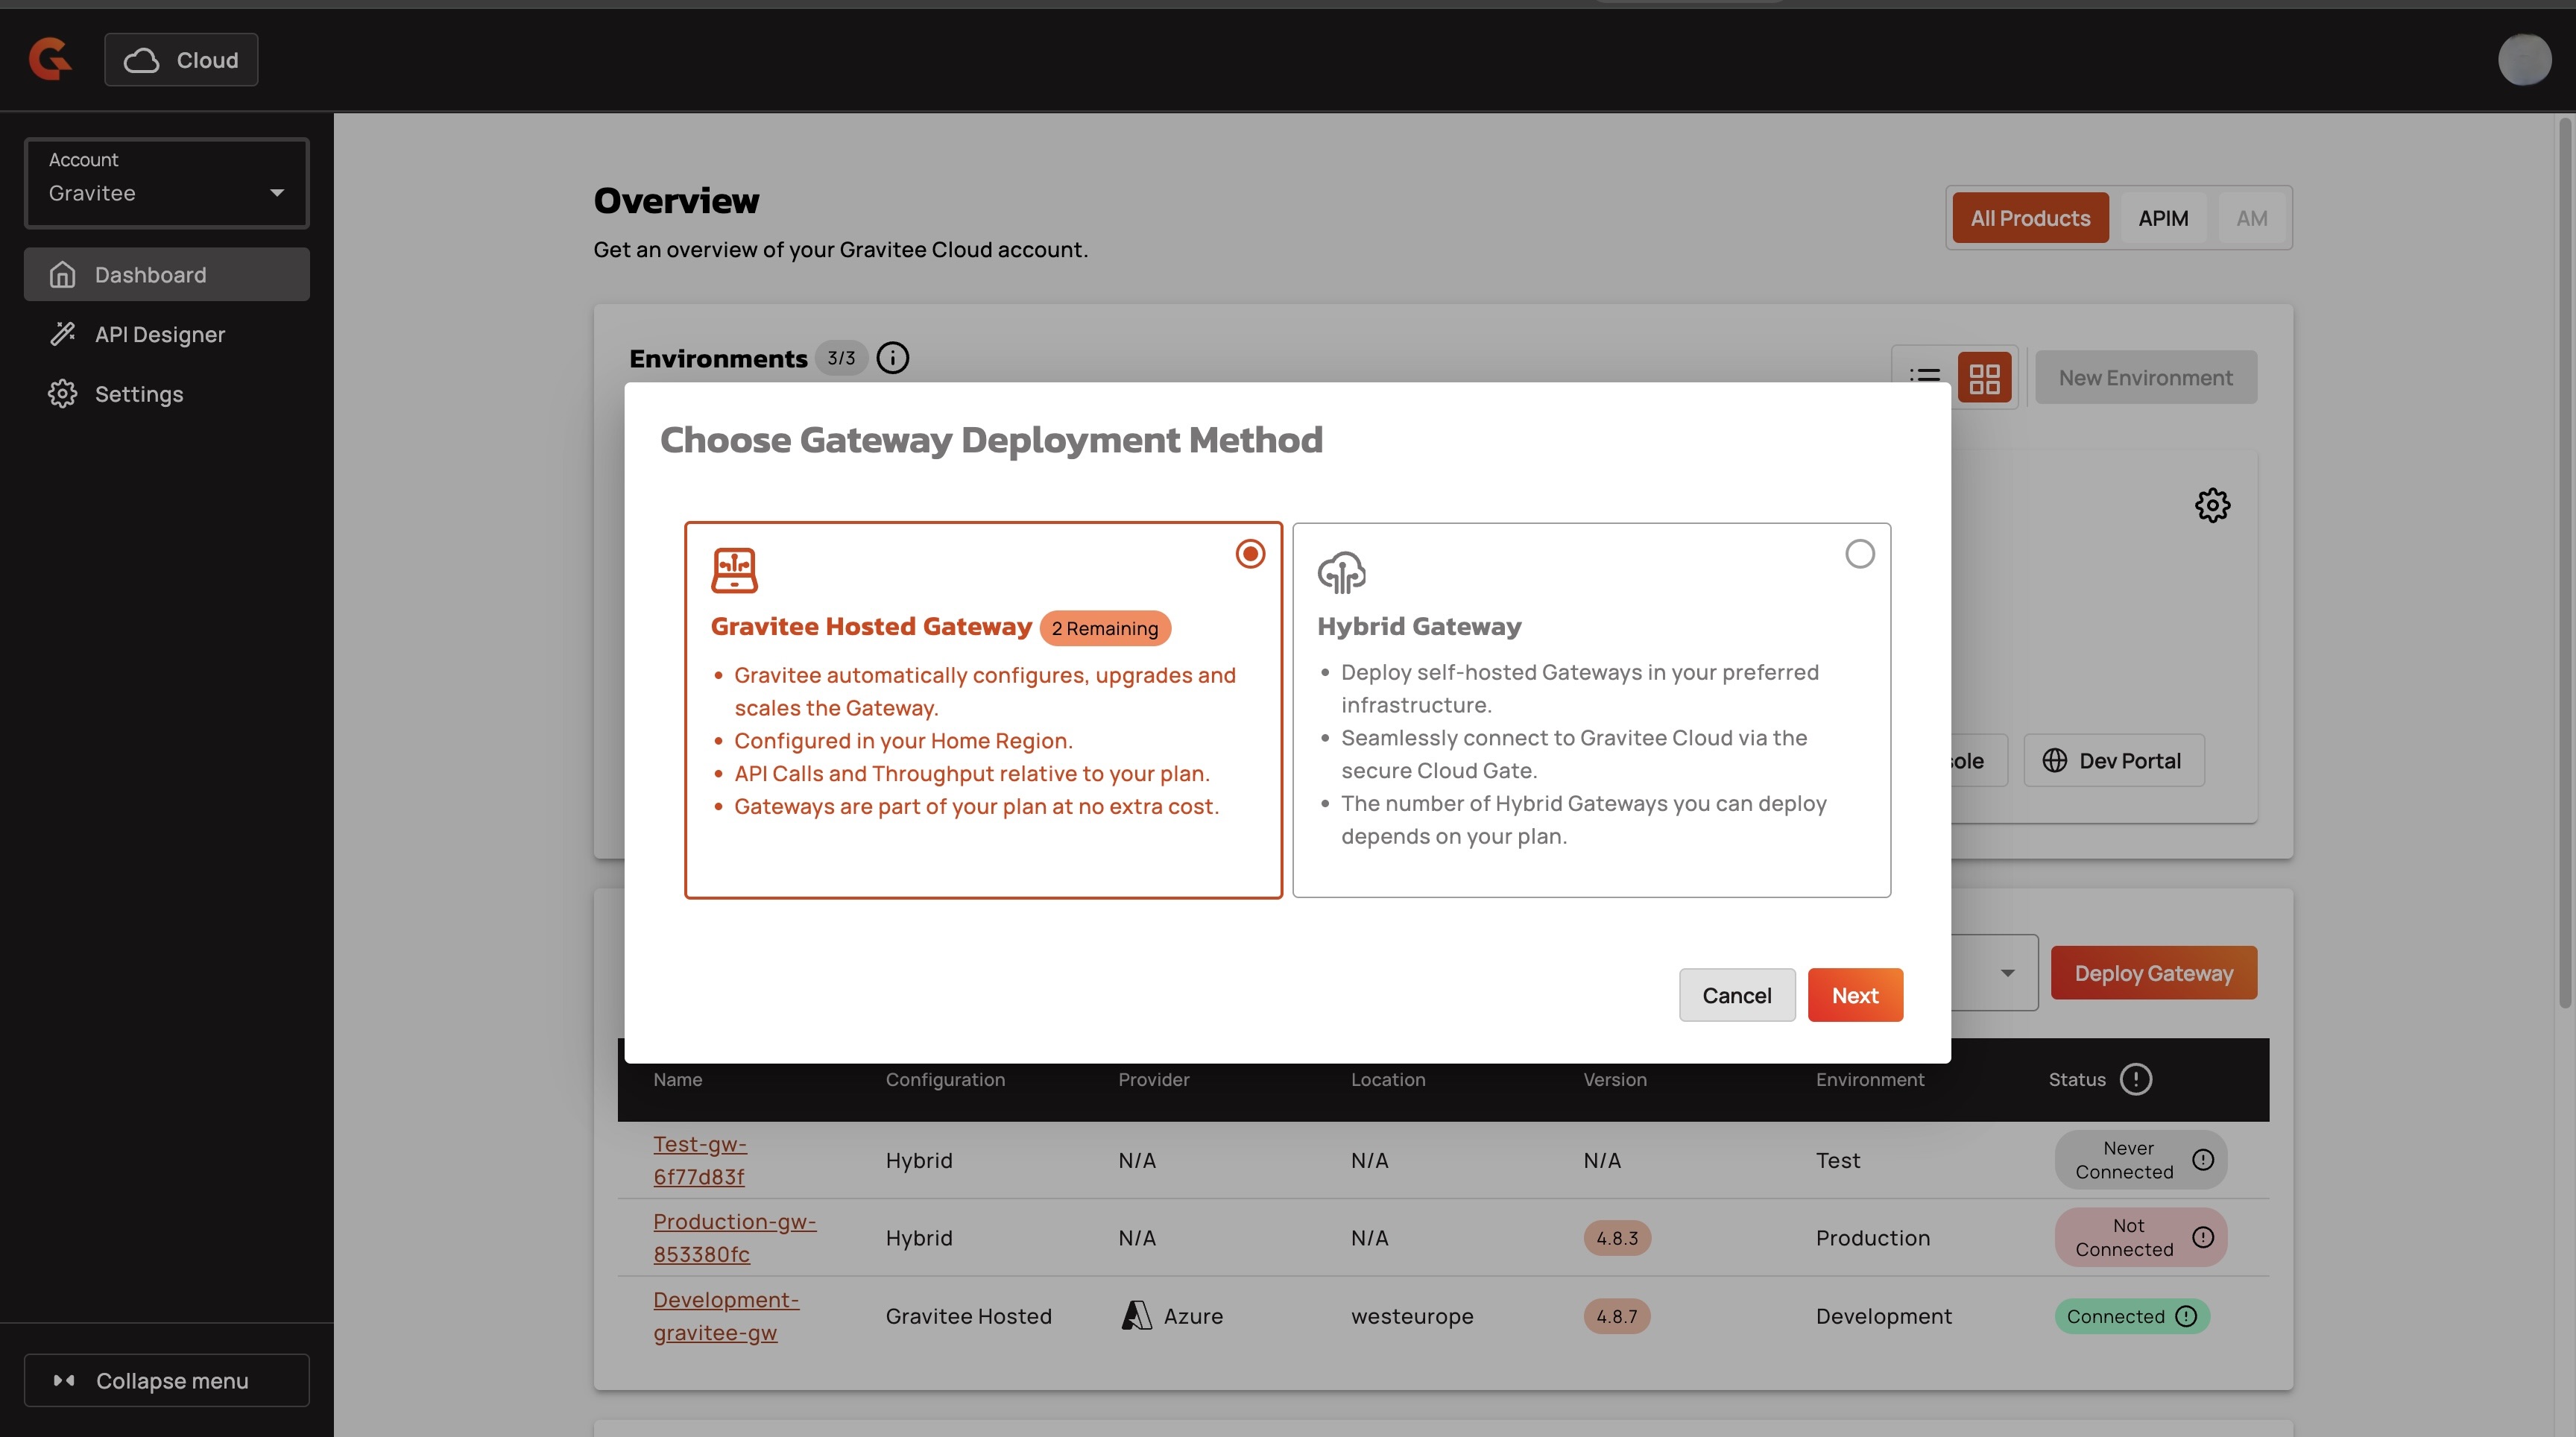 Cloud
Account
Gravitee
Dashboard
API Designer
Settings
Collapse menu
Overview
Get an overview of your Gravitee Cloud account.
All Products APIM AM
Environments 3/3
New Environment
Choose Gateway Deployment Method
Gravitee Hosted Gateway 2 Remaining
• Gravitee automatically configures, upgrades and
scales the Gateway.
• Configured in your Home Region.
• API Calls and Throughput relative to your plan.
• Gateways are part of your plan at no extra cost.
Hybrid Gateway
• Deploy self-hosted Gateways in your preferred
infrastructure.
• Seamlessly connect to Gravitee Cloud via the
secure Cloud Gate.
• The number of Hybrid Gateways you can deploy
depends on your plan.
Cancel Next
Dev Portal
Deploy Gateway
Name Configuration Provider Location Version Environment Status
Test-gw-
6f77d83f
Hybrid N/A N/A N/A Test
Never
Connected
Production-gw-
853380fc
Hybrid N/A N/A 4.8.3 Production
Not
Connected
Development-
gravitee-gw
Gravitee Hosted Azure westeurope 4.8.7 Development Connected